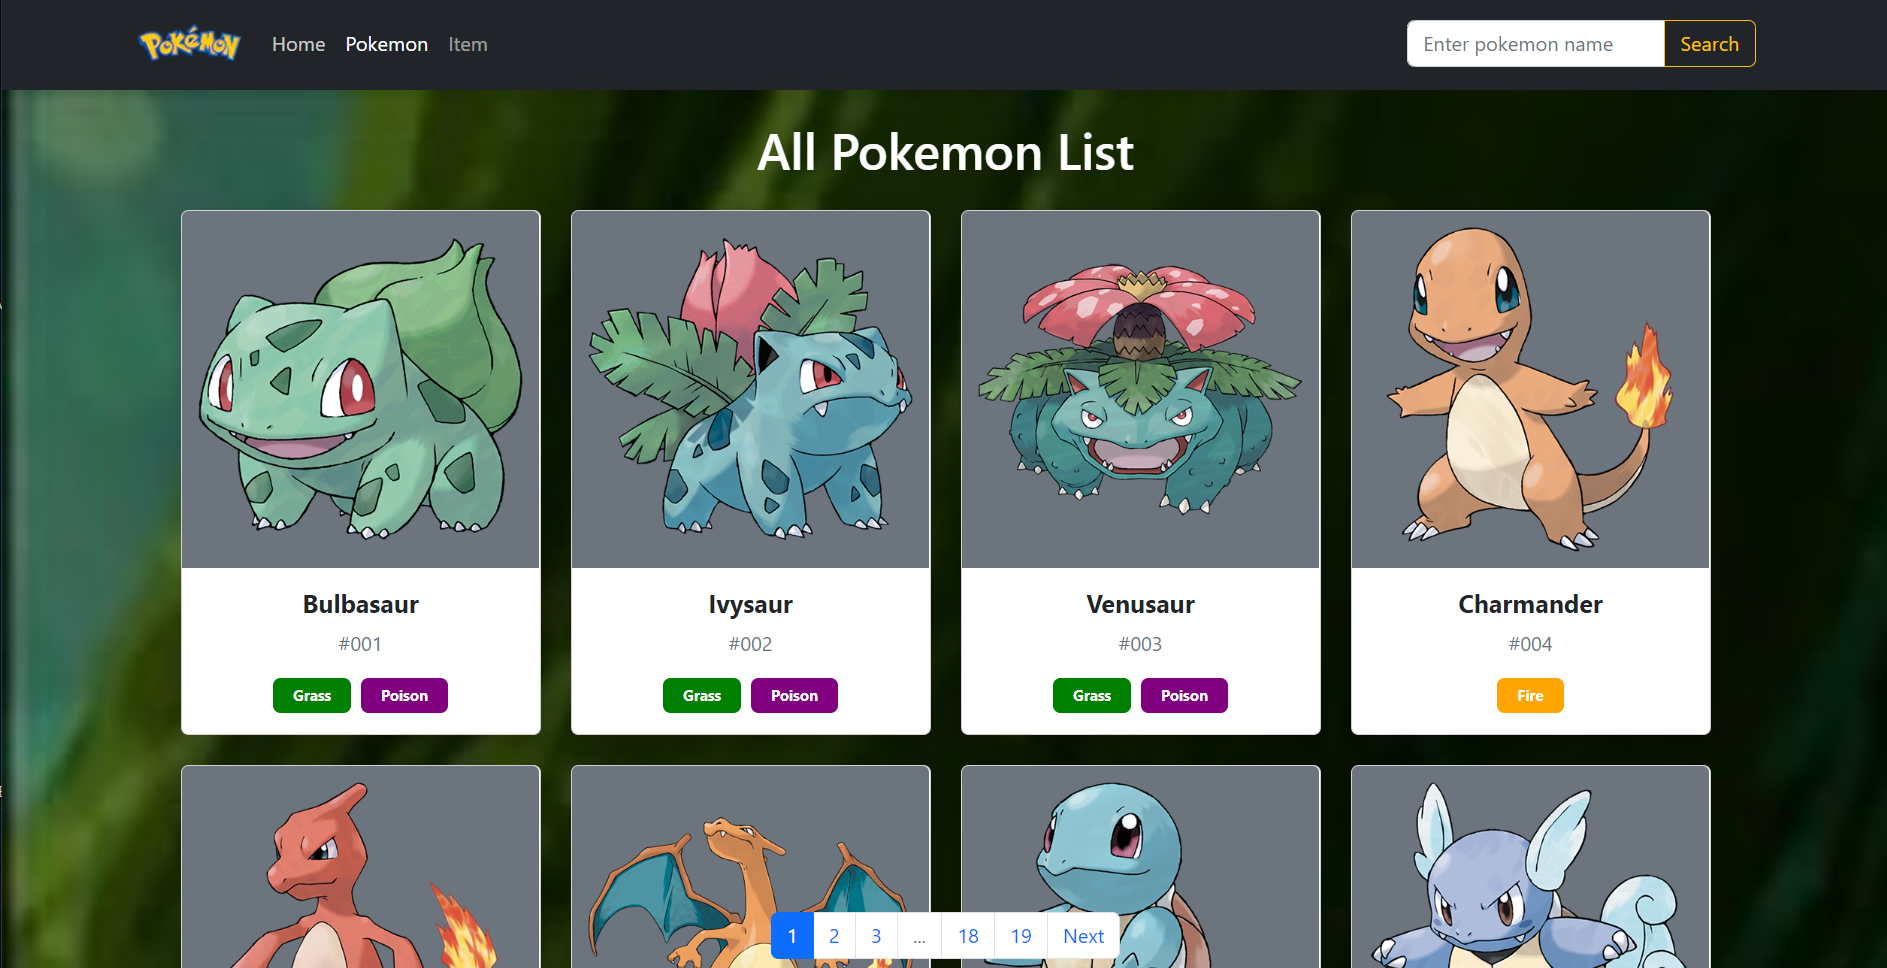 POKéMON Home Pokemon Item Enter pokemon name Search
All Pokemon List
Bulbasaur Ivysaur Venusaur Charmander
#001 #002 #003 #004
Grass Poison Grass Poison Grass Poison Fire
1 2 3 ... 18 19 Next